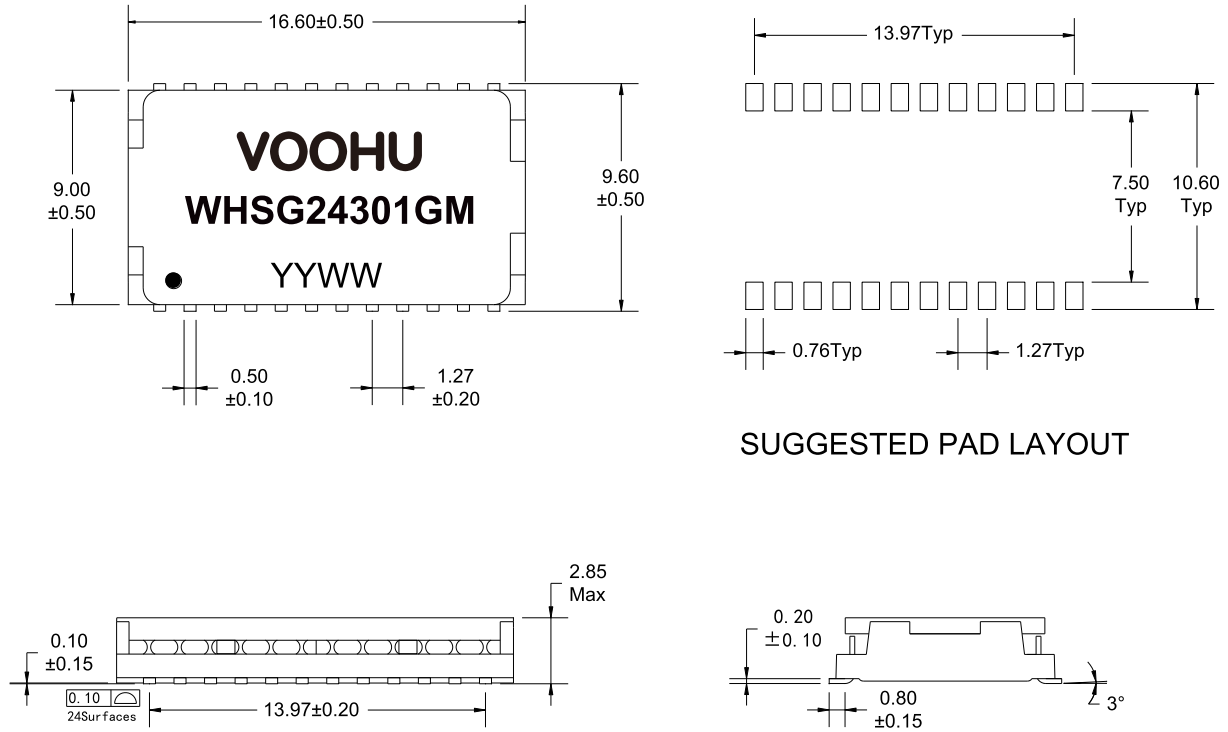 16.60±0.50
13.97Typ
VOOHU
WHSG24301GM
YYWW
9.00
±0.50
9.60
±0.50
7.50
Typ
10.60
Typ
0.50
±0.10
1.27
±0.20
0.76Typ
1.27Typ
SUGGESTED PAD LAYOUT
2.85
Max
0.10
±0.15
0.10
24Surfaces
13.97±0.20
0.20
±0.10
0.80
±0.15
3°